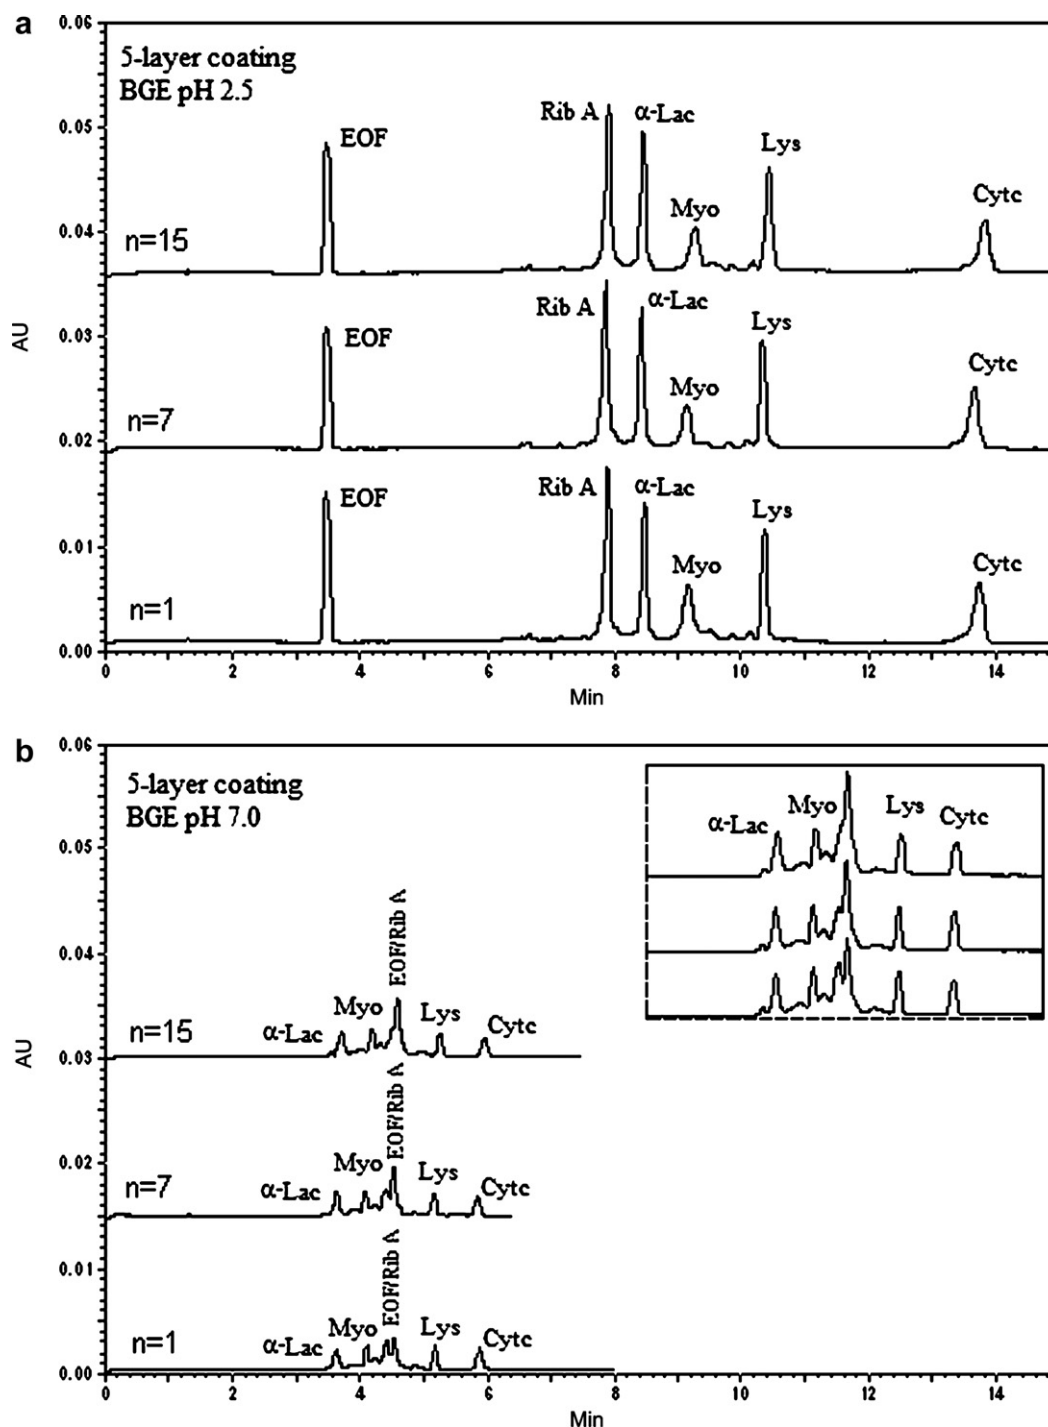 a
0.06
5-layer coating
BGE pH 2.5
0.05
EOF
Rib A
α-Lac
Myo
Lys
Cytc
0.04
n=15
0.03
AU
EOF
Rib A
α-Lac
Myo
Lys
Cytc
n=7
0.02
EOF
Rib A
α-Lac
Myo
Lys
Cytc
0.01
n=1
0.00
0 2 4 6 8 10 12 14
Min
b
0.06
5-layer coating
BGE pH 7.0
α-Lac
Myo
Lys
Cytc
0.05
0.04
n=15
α-Lac
Myo
EOF/Rib A
Lys
Cytc
AU
0.03
0.02
n=7
α-Lac
Myo
EOF/Rib A
Lys
Cytc
0.01
n=1
α-Lac
Myo
EOF/Rib A
Lys
Cytc
0.00
0 2 4 6 8 10 12 14
Min